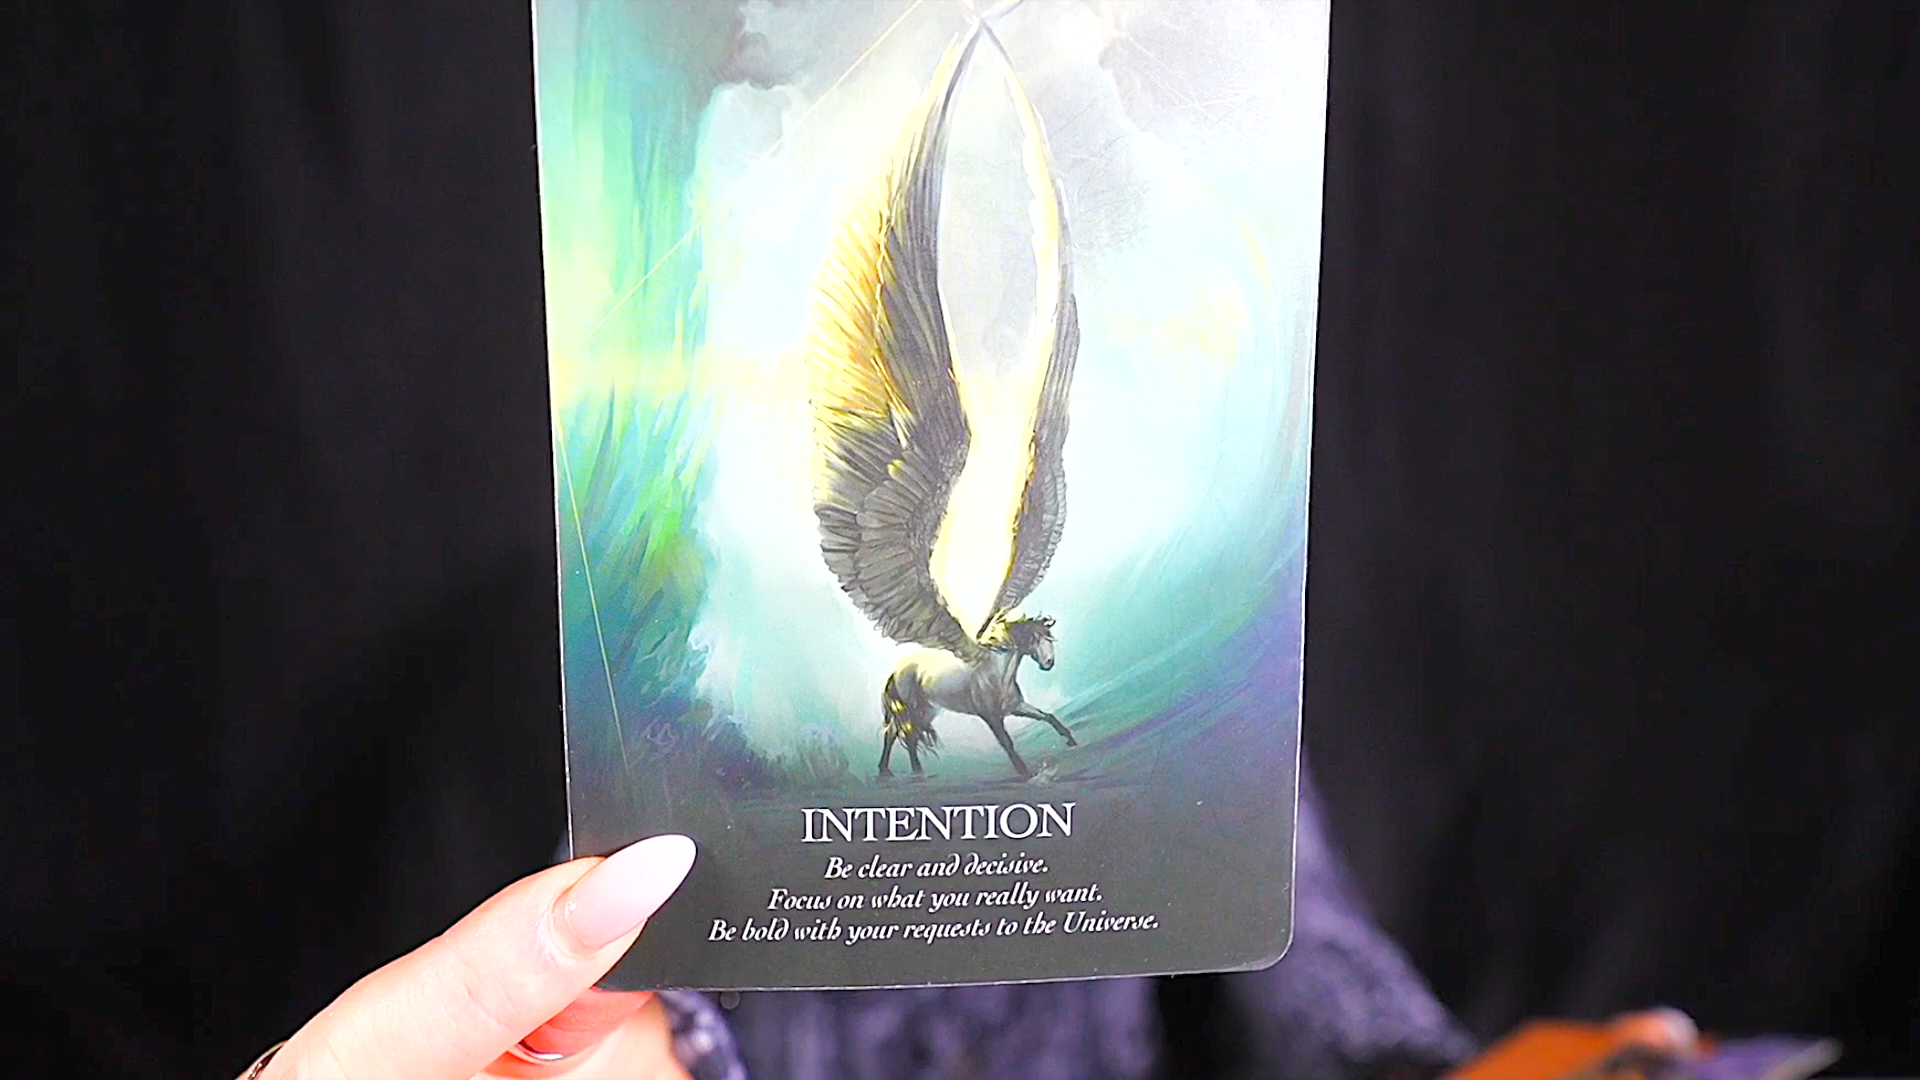 INTENTION
Be clear and decisive.
Focus on what you really want.
Be bold with your requests to the Universe.